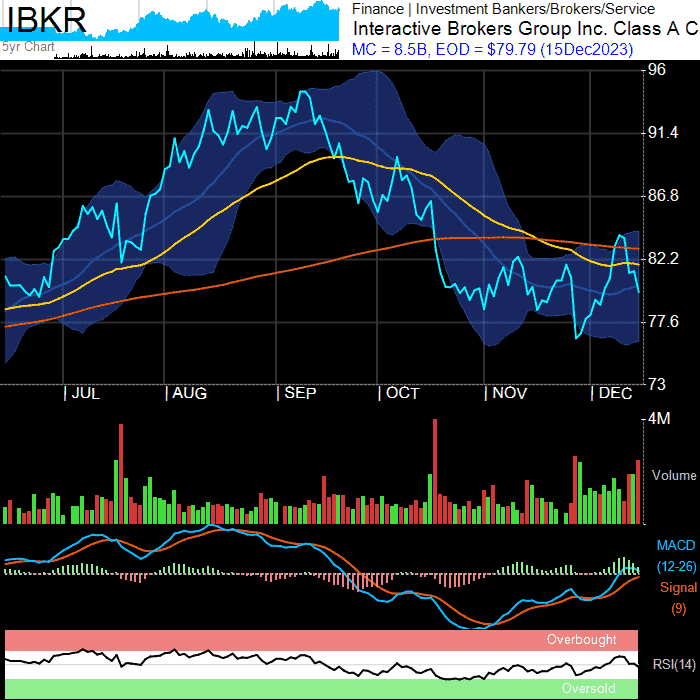 IBKR
Finance | Investment Bankers/Brokers/Service
Interactive Brokers Group Inc. Class A C
MC = 8.5B, EOD = $79.79 (15Dec2023)
5yr Chart
96
91.4
86.8
82.2
77.6
73
| JUL | AUG | SEP | OCT | NOV | DEC
4M
Volume
MACD
(12-26)
Signal
(9)
Overbought
RSI(14)
Oversold